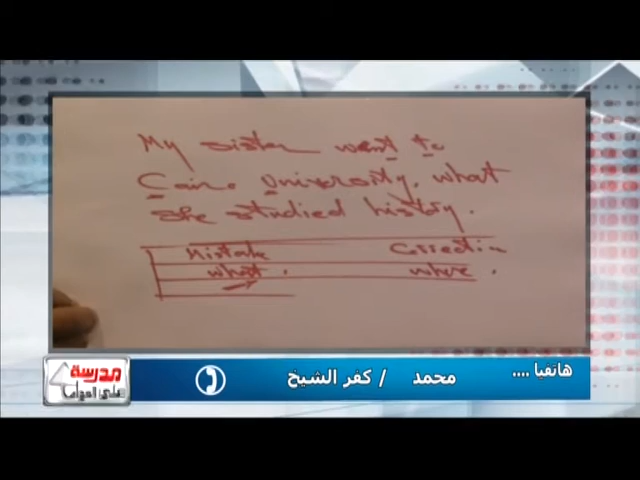 My sister went to
Cairo University, what
she studied history.
Mistake Correction
what . where .
هاتفيا ....
محمد / كفر الشيخ
مدرسة
على الهواء